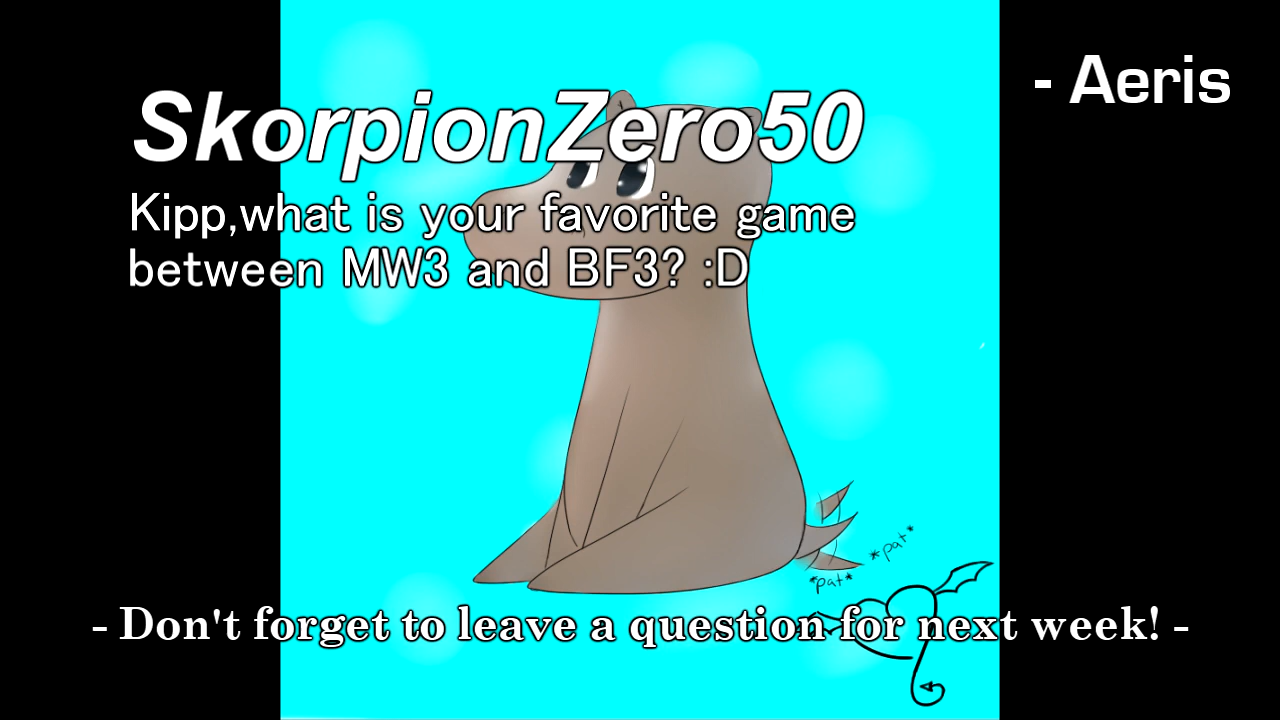 - Aeris
SkorpionZero50
Kipp,what is your favorite game
between MW3 and BF3? :D
*pat*
*pat*
- Don't forget to leave a question for next week! -